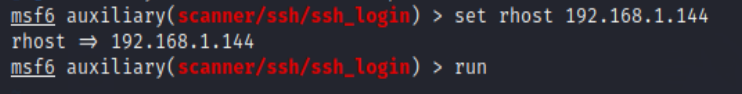 msf6 auxiliary(scanner/ssh/ssh_login) > set rhost 192.168.1.144
rhost ⇒ 192.168.1.144
msf6 auxiliary(scanner/ssh/ssh_login) > run